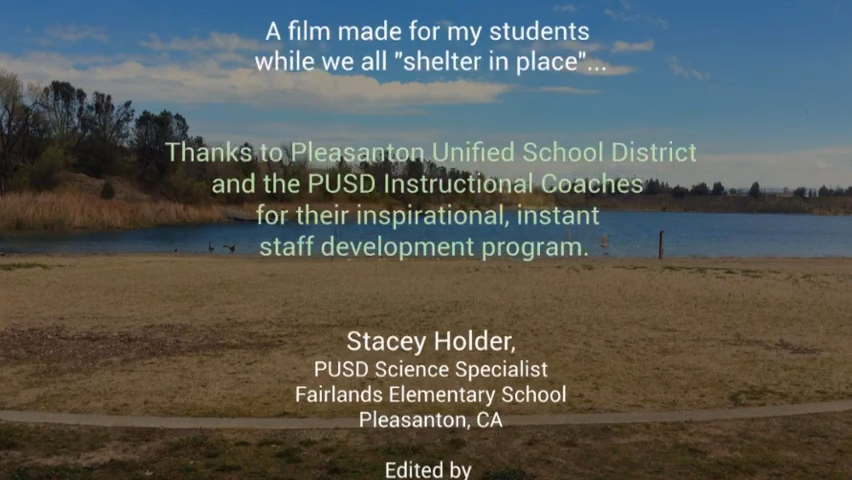 A film made for my students
while we all "shelter in place"...
Thanks to Pleasanton Unified School District
and the PUSD Instructional Coaches
for their inspirational, instant
staff development program.
Stacey Holder,
PUSD Science Specialist
Fairlands Elementary School
Pleasanton, CA
Edited by